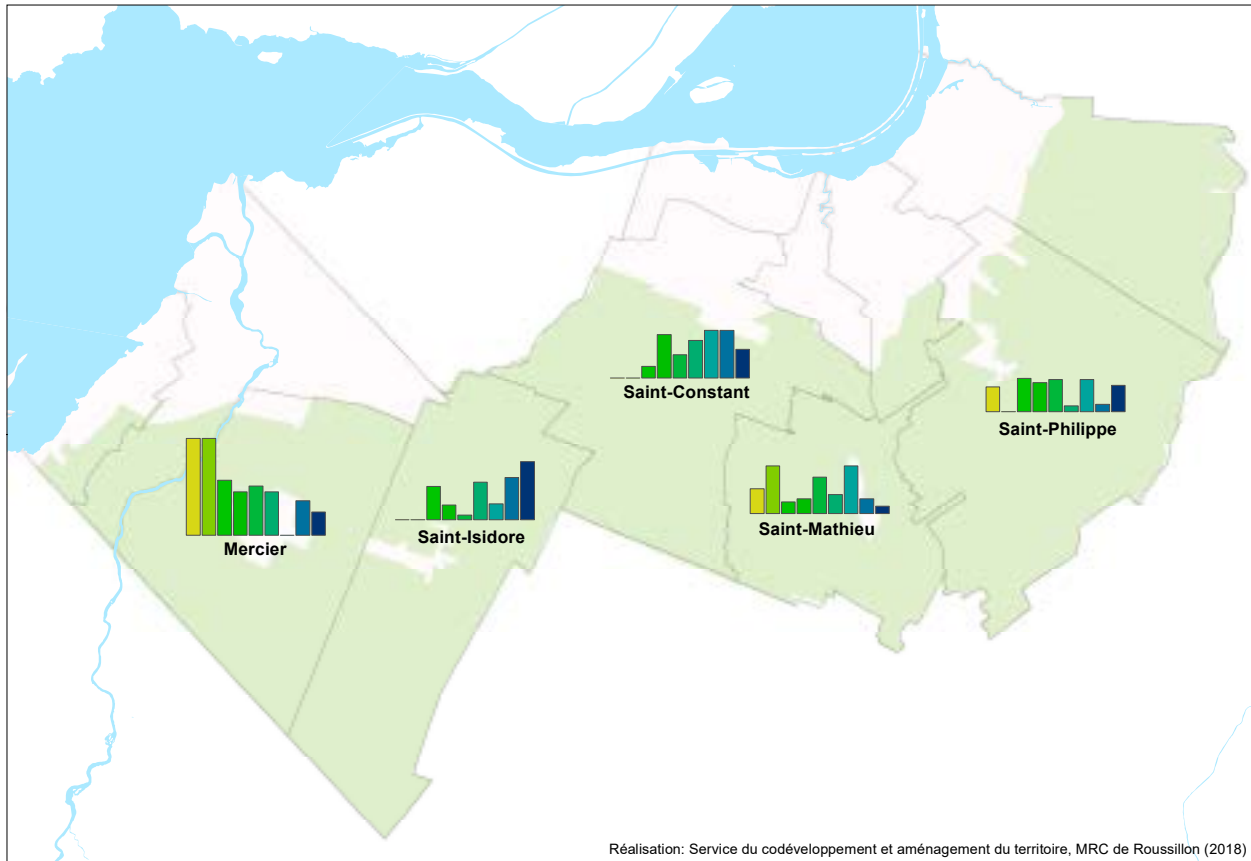 Saint-Constant
Saint-Philippe
Saint-Mathieu
Saint-Isidore
Mercier
Réalisation: Service du codéveloppement et aménagement du territoire, MRC de Roussillon (2018)